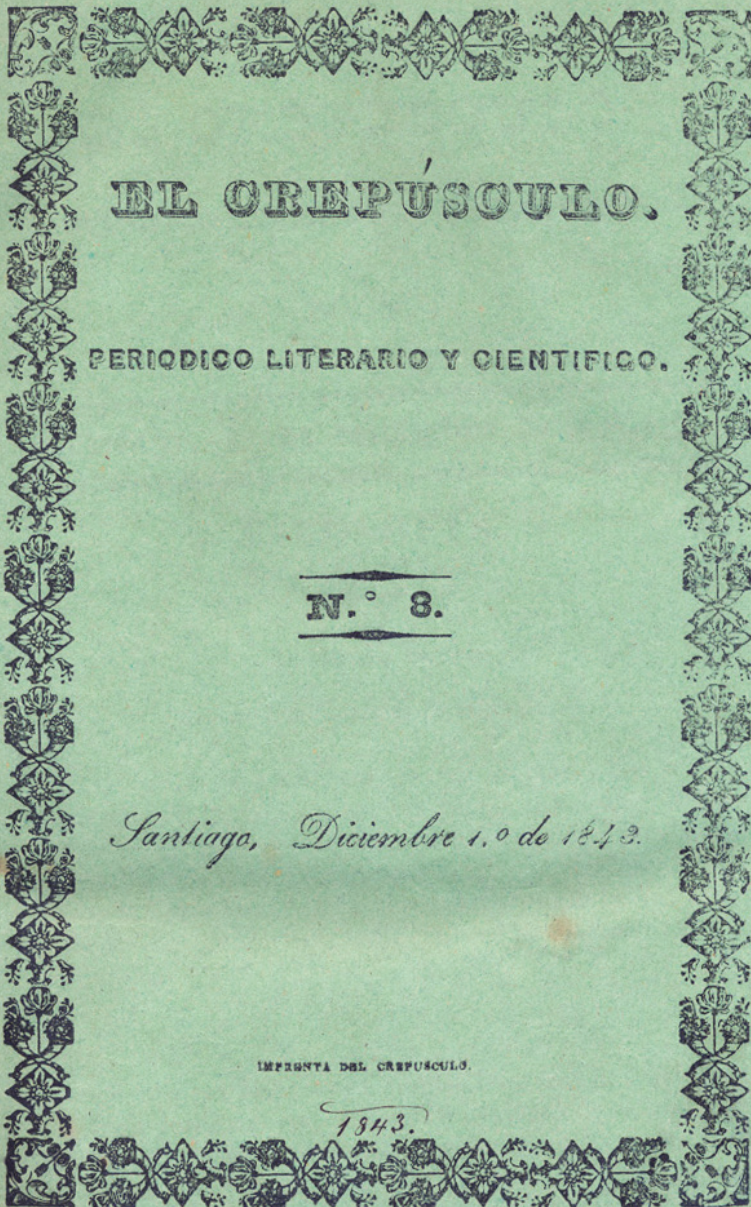 EL CREPÚSCULO.
PERIODICO LITERARIO Y CIENTIFICO.
N.° 8.
Santiago, Diciembre 1.º de 1843.
IMPRENTA DEL CREPUSCULO.
1843.